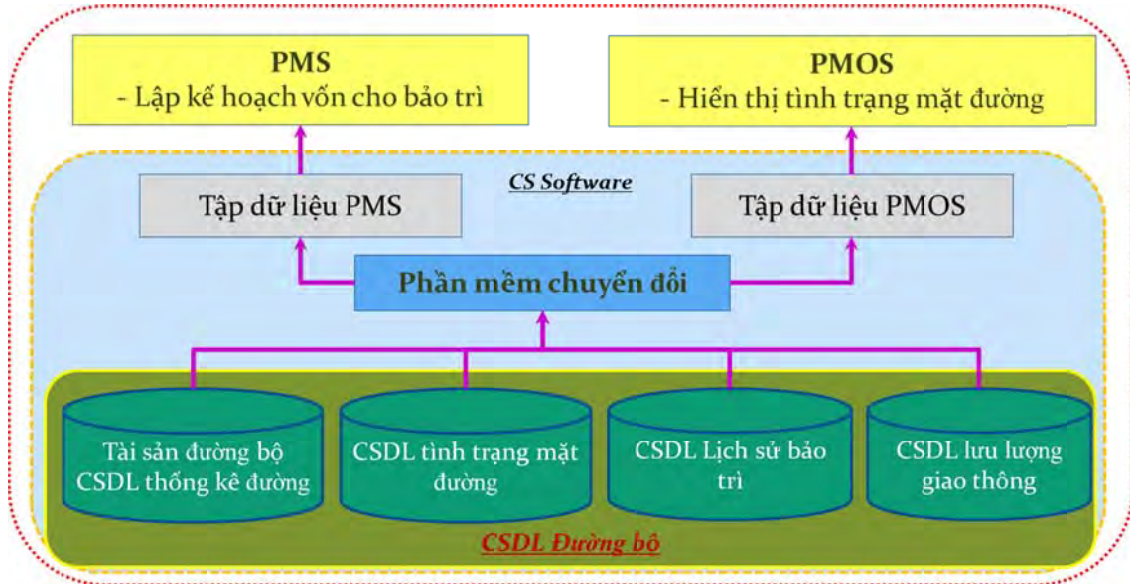 PMS
- Lập kế hoạch vốn cho bảo trì
PMOS
- Hiển thị tình trạng mặt đường
CS Software
Tập dữ liệu PMS
Tập dữ liệu PMOS
Phần mềm chuyển đổi
Tài sản đường bộ
CSDL thống kê đường
CSDL tình trạng mặt
đường
CSDL Lịch sử bảo
trì
CSDL lưu lượng
giao thông
CSDL Đường bộ